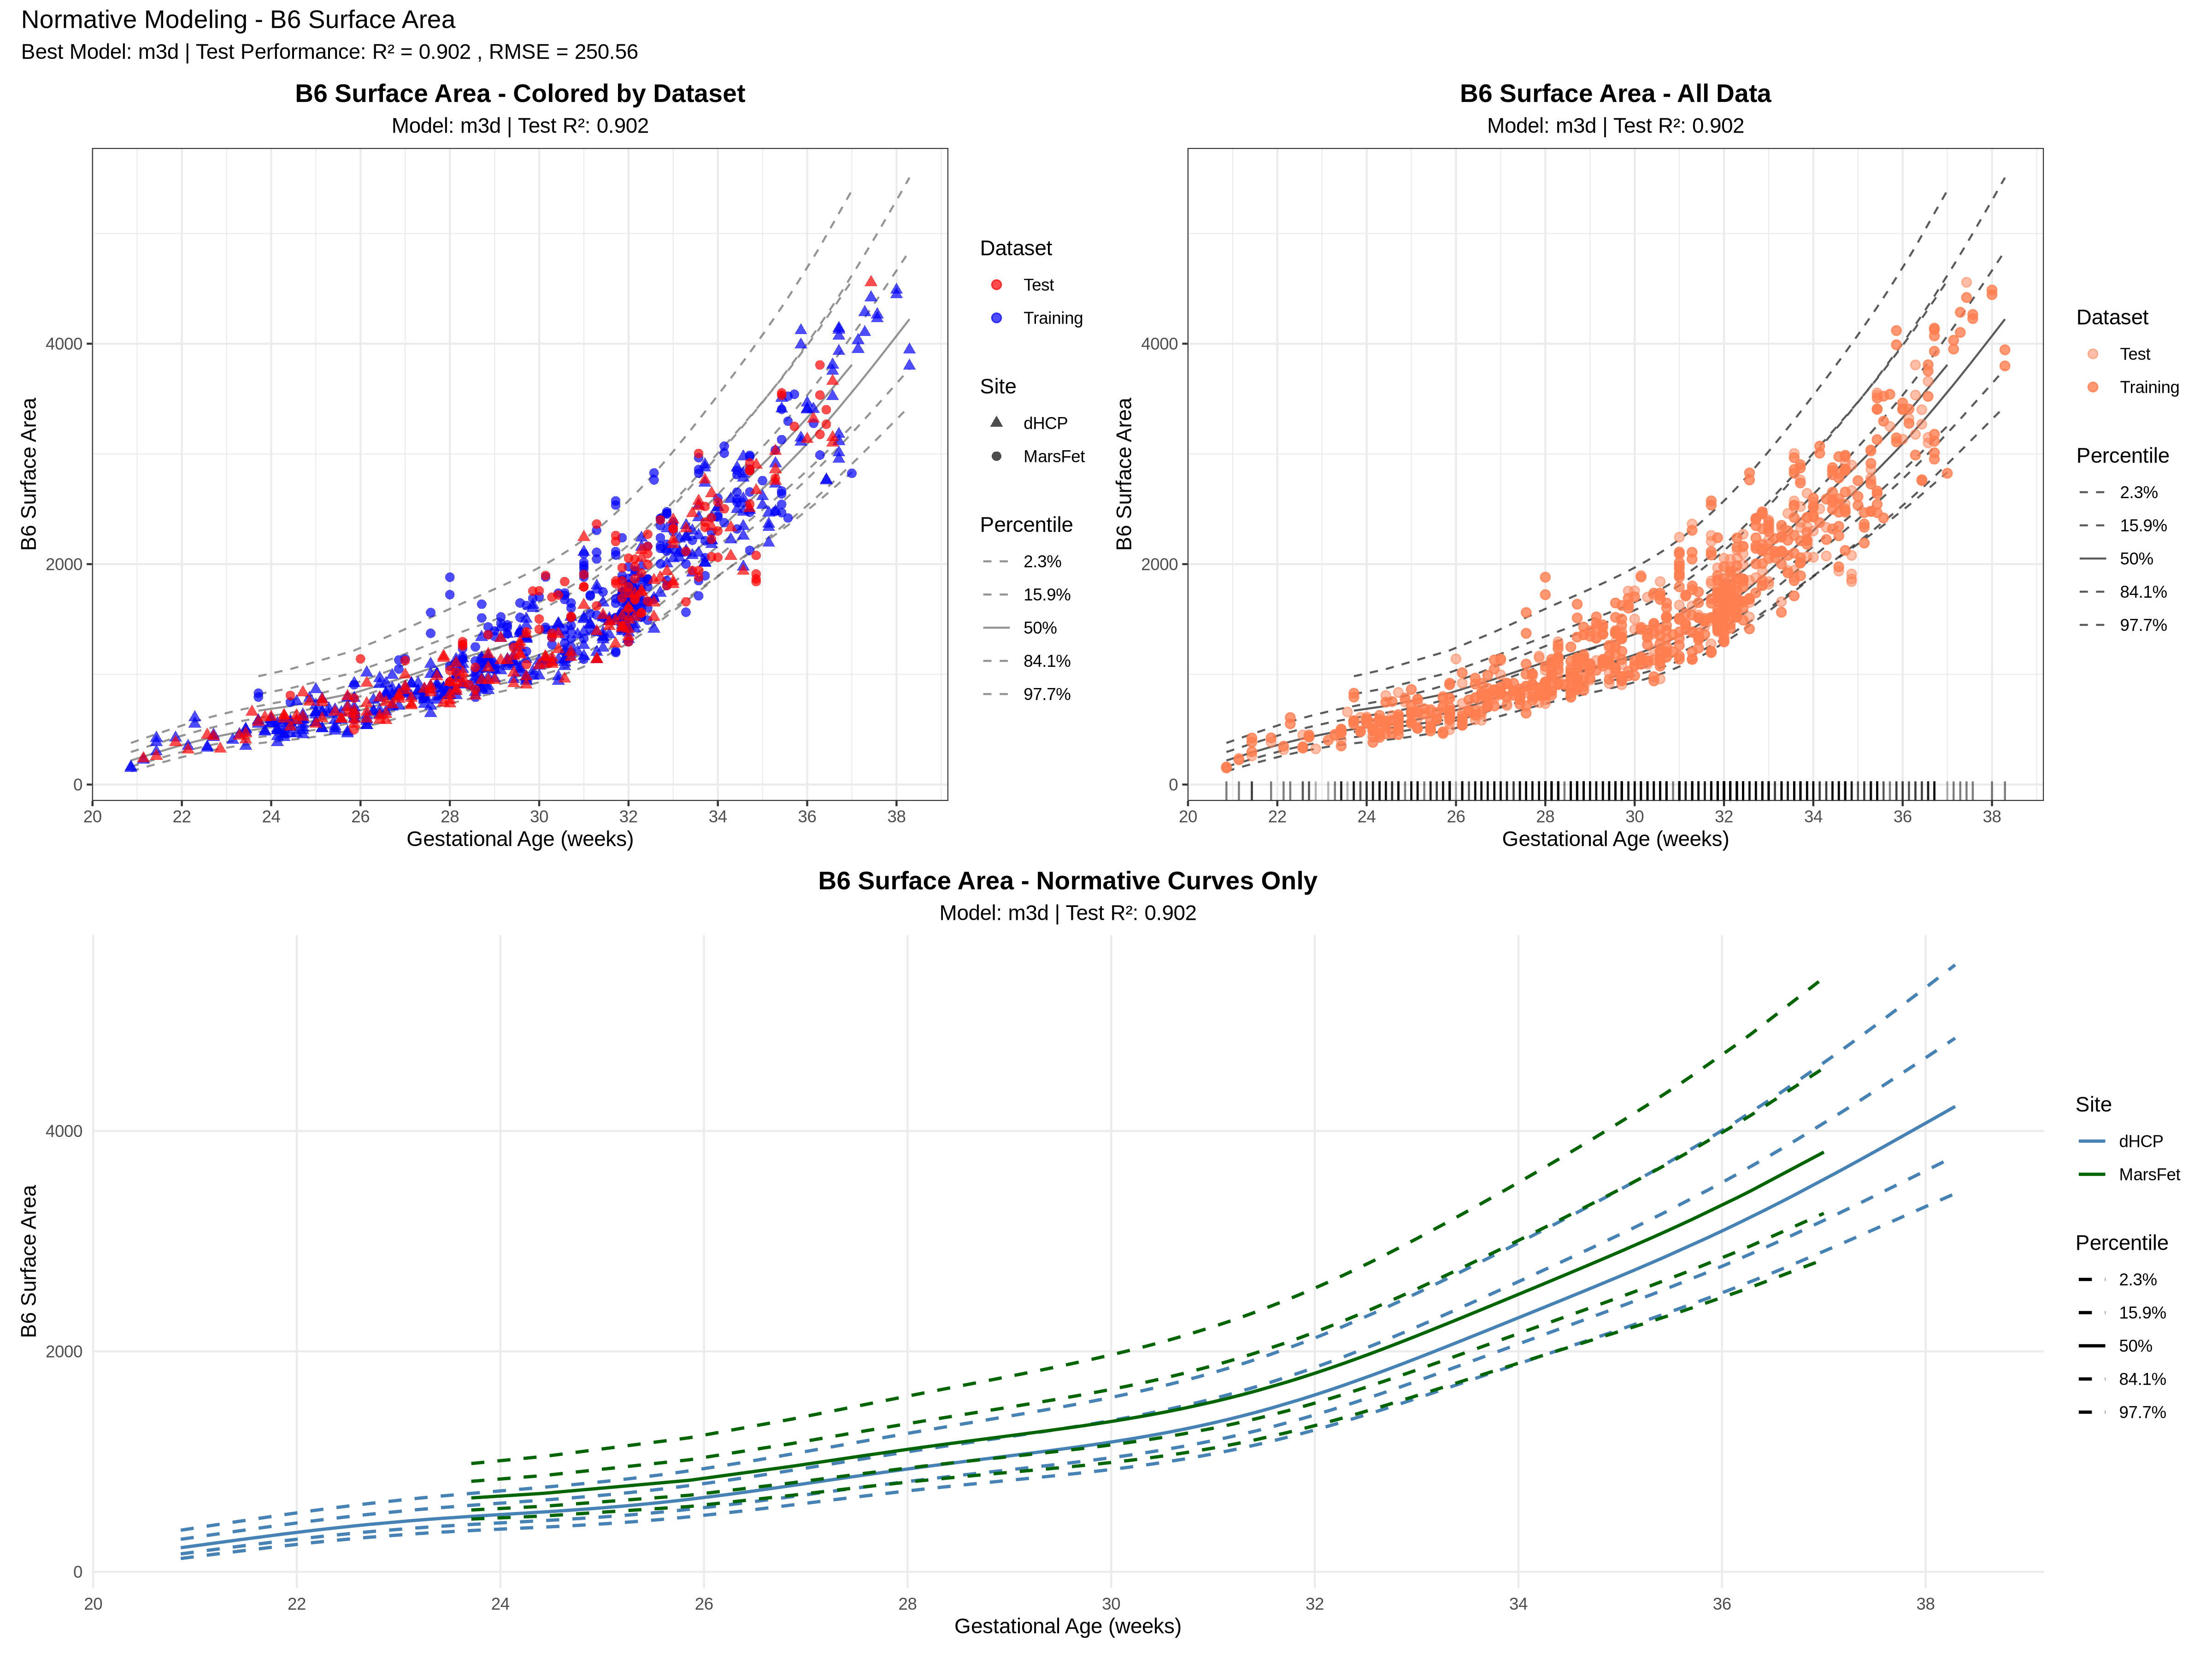 Normative Modeling - B6 Surface Area
Best Model: m3d | Test Performance: R² = 0.902 , RMSE = 250.56
B6 Surface Area - Colored by Dataset
Model: m3d | Test R²: 0.902
B6 Surface Area
4000
2000
0
20 22 24 26 28 30 32 34 36 38
Gestational Age (weeks)
Dataset
Test
Training
Site
dHCP
MarsFet
Percentile
2.3%
15.9%
50%
84.1%
97.7%
B6 Surface Area - All Data
Model: m3d | Test R²: 0.902
B6 Surface Area
4000
2000
0
20 22 24 26 28 30 32 34 36 38
Gestational Age (weeks)
Dataset
Test
Training
Percentile
2.3%
15.9%
50%
84.1%
97.7%
B6 Surface Area - Normative Curves Only
Model: m3d | Test R²: 0.902
B6 Surface Area
4000
2000
0
20 22 24 26 28 30 32 34 36 38
Gestational Age (weeks)
Site
dHCP
MarsFet
Percentile
2.3%
15.9%
50%
84.1%
97.7%